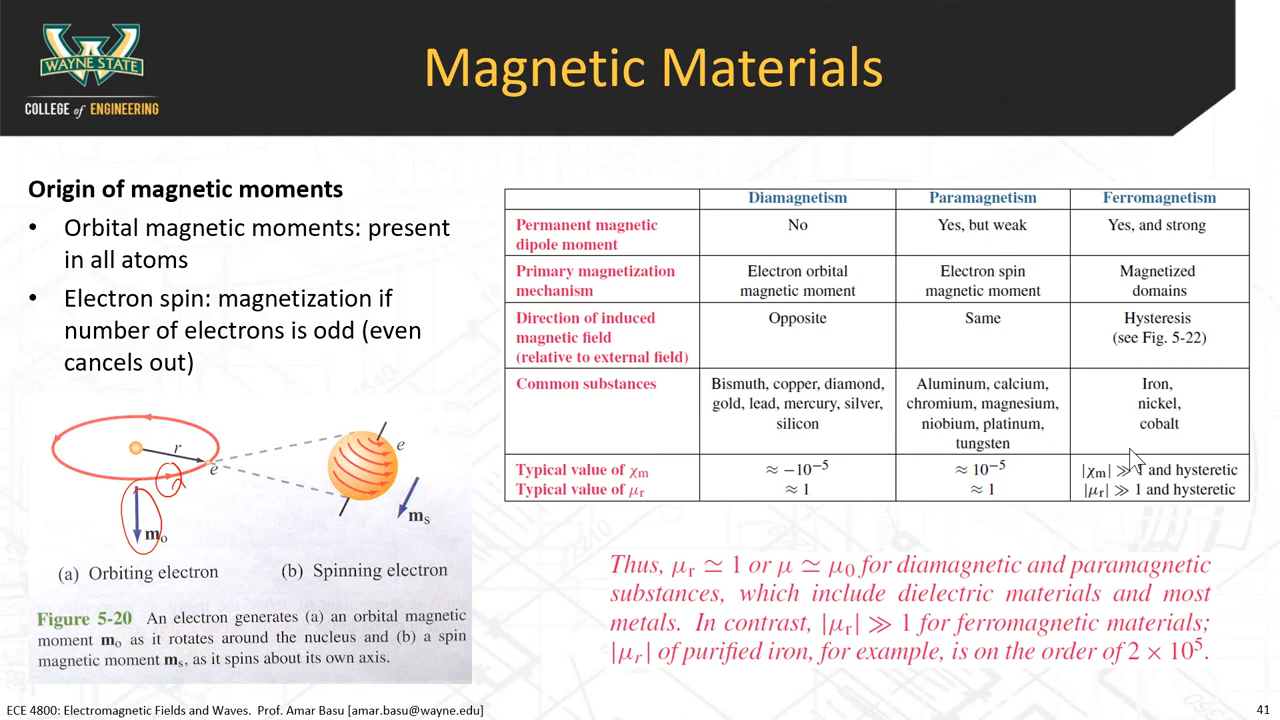 WAYNE STATE
COLLEGE of ENGINEERING
Magnetic Materials
Origin of magnetic moments
• Orbital magnetic moments: present
in all atoms
• Electron spin: magnetization if
number of electrons is odd (even
cancels out)
r
e
e
m₀
mₛ
(a) Orbiting electron
(b) Spinning electron
Figure 5-20 An electron generates (a) an orbital magnetic
moment m₀ as it rotates around the nucleus and (b) a spin
magnetic moment mₛ, as it spins about its own axis.
Diamagnetism Paramagnetism Ferromagnetism
Permanent magnetic
dipole moment
No
Yes, but weak
Yes, and strong
Primary magnetization
mechanism
Electron orbital
magnetic moment
Electron spin
magnetic moment
Magnetized
domains
Direction of induced
magnetic field
(relative to external field)
Opposite
Same
Hysteresis
(see Fig. 5-22)
Common substances
Bismuth, copper, diamond,
gold, lead, mercury, silver,
silicon
Aluminum, calcium,
chromium, magnesium,
niobium, platinum,
tungsten
Iron,
nickel,
cobalt
Typical value of χₘ
Typical value of μᵣ
≈ −10⁻⁵
≈ 1
≈ 10⁻⁵
≈ 1
|χₘ| ≫ 1 and hysteretic
|μᵣ| ≫ 1 and hysteretic
Thus, μᵣ ≃ 1 or μ ≃ μ₀ for diamagnetic and paramagnetic
substances, which include dielectric materials and most
metals. In contrast, |μᵣ| ≫ 1 for ferromagnetic materials;
|μᵣ| of purified iron, for example, is on the order of 2 × 10⁵.
ECE 4800: Electromagnetic Fields and Waves. Prof. Amar Basu [amar.basu@wayne.edu]
41